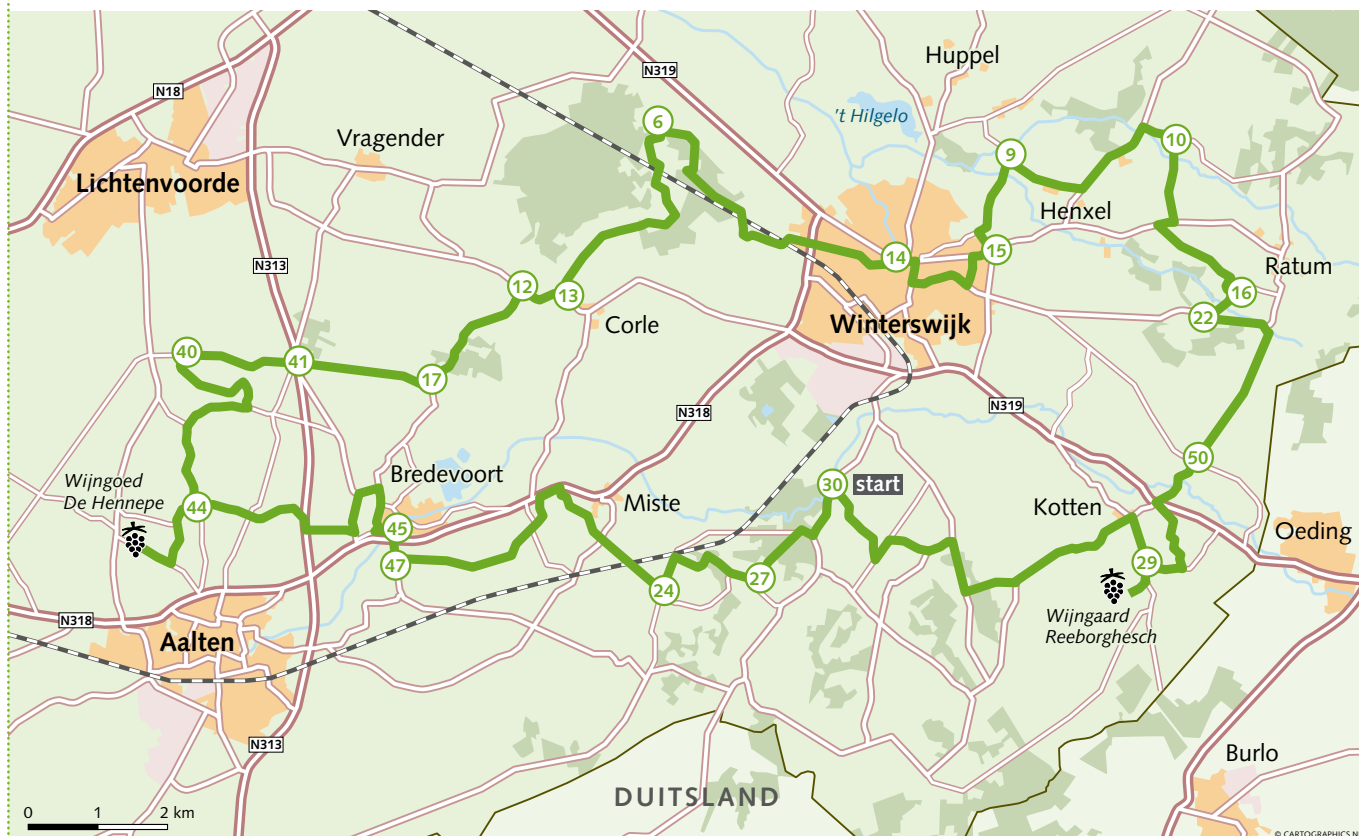 N18
N319
Huppel
't Hilgelo
Vragender
Lichtenvoorde
6
9
10
Henxel
N313
14
15
Ratum
12
13
16
Corle
Winterswijk
22
40
41
17
N318
N319
Bredevoort
50
Wijngoed
De Hennepe
30
start
44
Miste
Kotten
45
Oeding
47
24
27
29
Wijngaard
Reeborghesch
N318
Aalten
N313
Burlo
DUITSLAND
0 1 2 km
© CARTOGRAPHICS.N